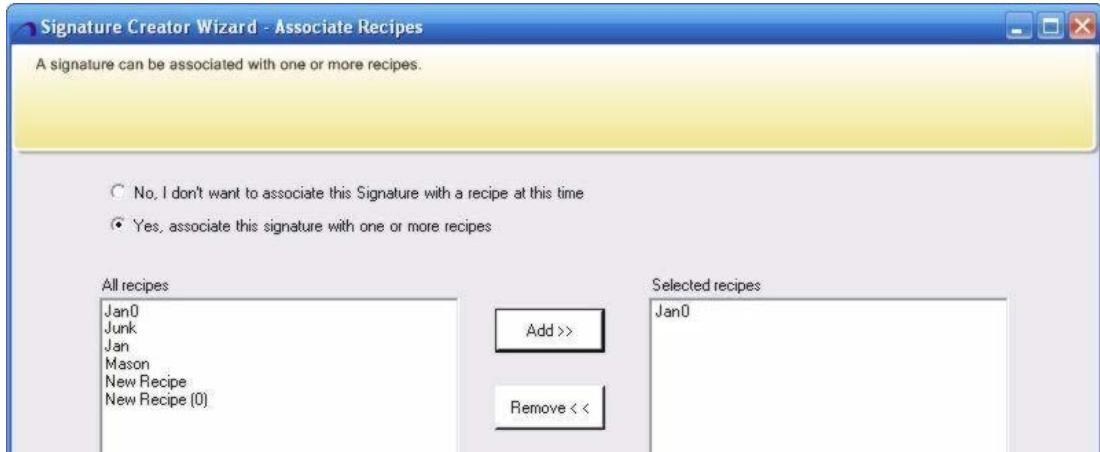 Signature Creator Wizard - Associate Recipes
A signature can be associated with one or more recipes.
No, I don't want to associate this Signature with a recipe at this time
Yes, associate this signature with one or more recipes
All recipes
Jan0
Junk
Jan
Mason
New Recipe
New Recipe (0)
Add >>
Remove < <
Selected recipes
Jan0